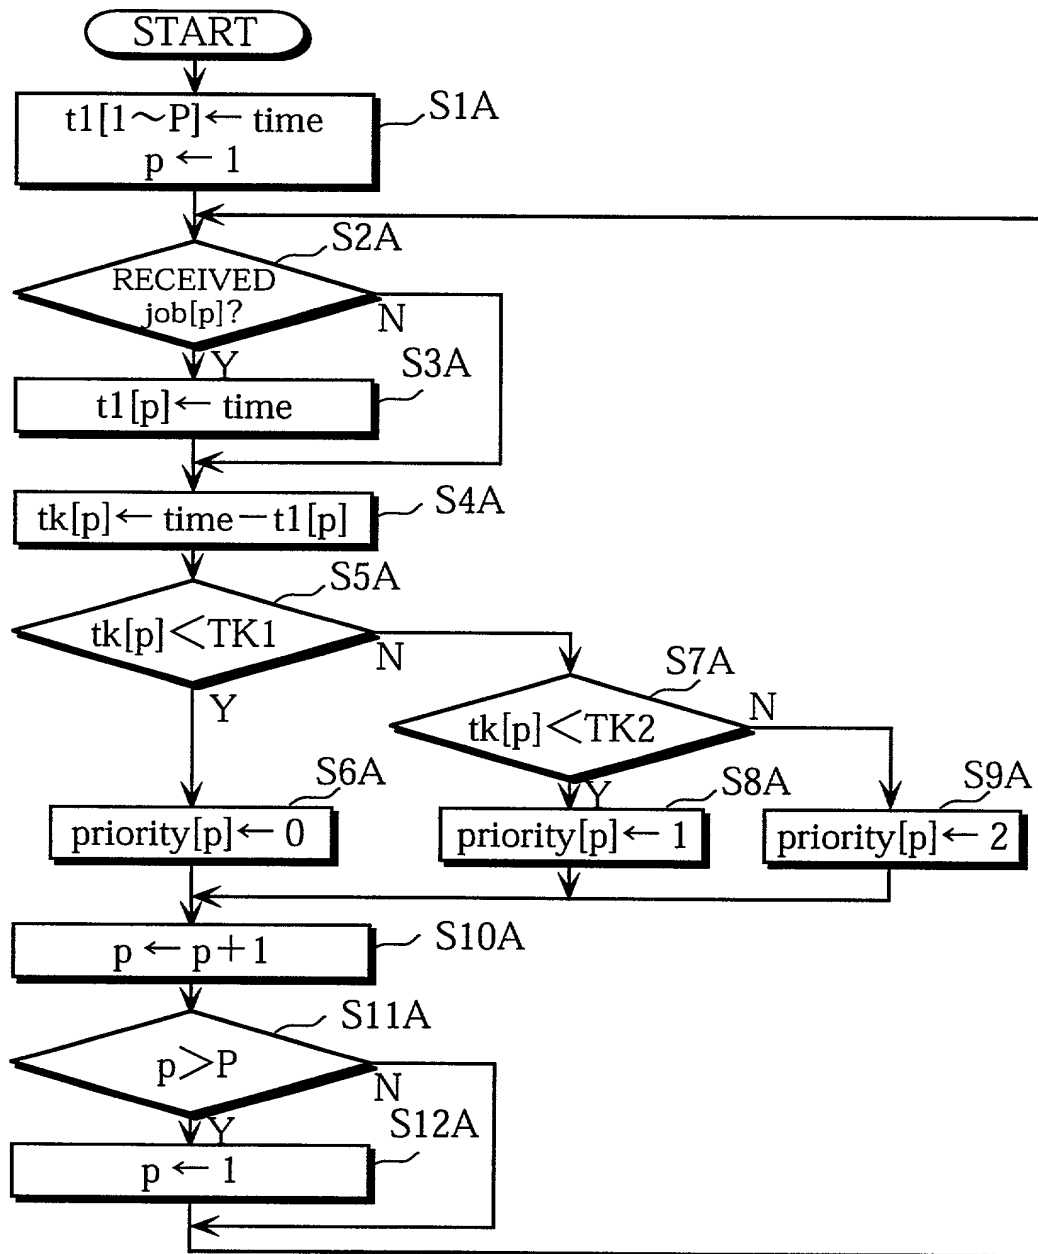 START
t1[1~P]←time
p←1
S1A
S2A
RECEIVED
job[p]?
N
Y
S3A
t1[p]←time
S4A
tk[p]←time−t1[p]
S5A
tk[p]<TK1
N
Y
S7A
tk[p]<TK2
N
Y
S6A
priority[p]←0
S8A
priority[p]←1
S9A
priority[p]←2
S10A
p←p+1
S11A
p>P
N
Y
S12A
p←1